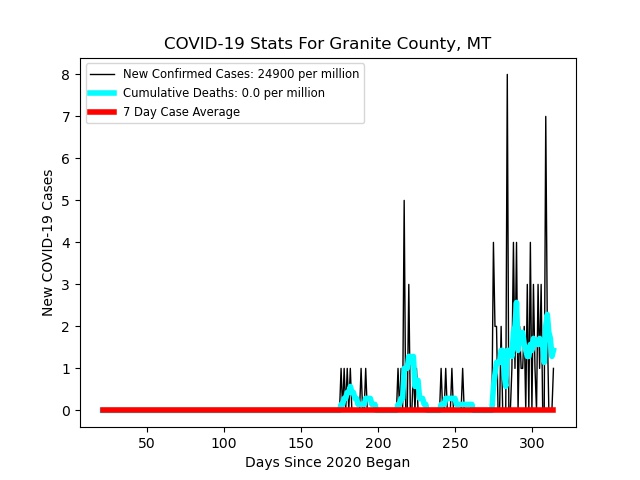 COVID-19 Stats For Granite County, MT
New Confirmed Cases: 24900 per million
Cumulative Deaths: 0.0 per million
7 Day Case Average
New COVID-19 Cases
8
7
6
5
4
3
2
1
0
50 100 150 200 250 300
Days Since 2020 Began